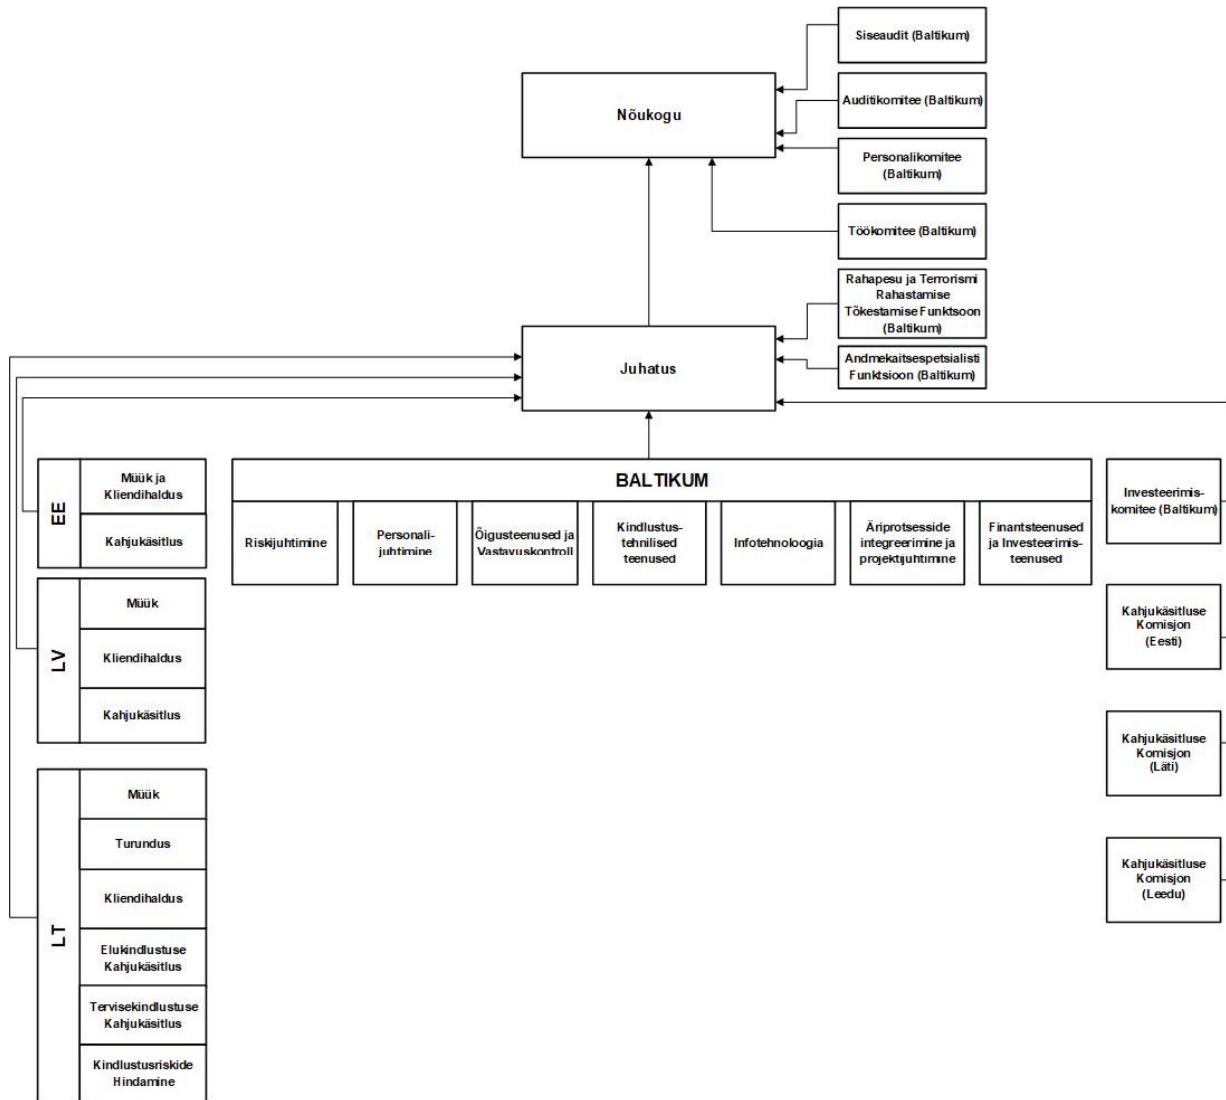 Siseaudit (Baltikum)
Nõukogu
Auditikomitee (Baltikum)
Personalikomitee
(Baltikum)
Töökomitee (Baltikum)
Rahapesu ja Terrorismi
Rahastamise
Tõkestamise Funktsoon
(Baltikum)
Juhatus
Andmekaitsespetsialisti
Funktsioon (Baltikum)
EE
Müük ja
Kliendihaldus
Kahjukäsitlus
LV
Müük
Kliendihaldus
Kahjukäsitlus
LT
Müük
Turundus
Kliendihaldus
Elukindlustuse
Kahjukäsitlus
Tervisekindlustuse
Kahjukäsitlus
Kindlustusriskide
Hindamine
BALTIKUM
Riskijuhtimine
Personali-
juhtimine
Õigusteenused ja
Vastavuskontroll
Kindlustus-
tehnilised
teenused
Infotehnoloogia
Äriprotsesside
integreerimine ja
projektijuhtimine
Finantsteenused
ja Investeerimis-
teenused
Investeerimis-
komitee (Baltikum)
Kahjukäsitluse
Komisjon
(Eesti)
Kahjukäsitluse
Komisjon
(Läti)
Kahjukäsitluse
Komisjon
(Leedu)